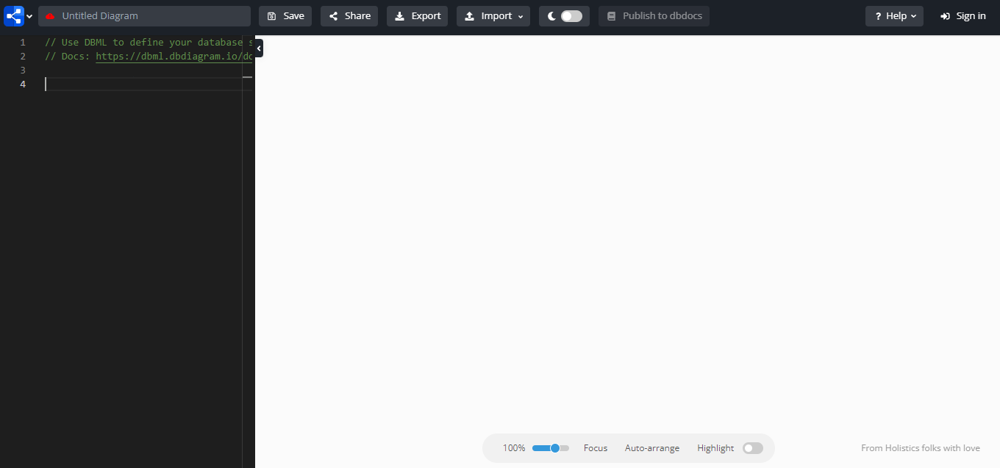 Untitled Diagram
Save
Share
Export
Import
Publish to dbdocs
? Help
Sign in
1 // Use DBML to define your database s
2 // Docs: https://dbml.dbdiagram.io/do
3
4
100%
Focus
Auto-arrange
Highlight
From Holistics folks with love